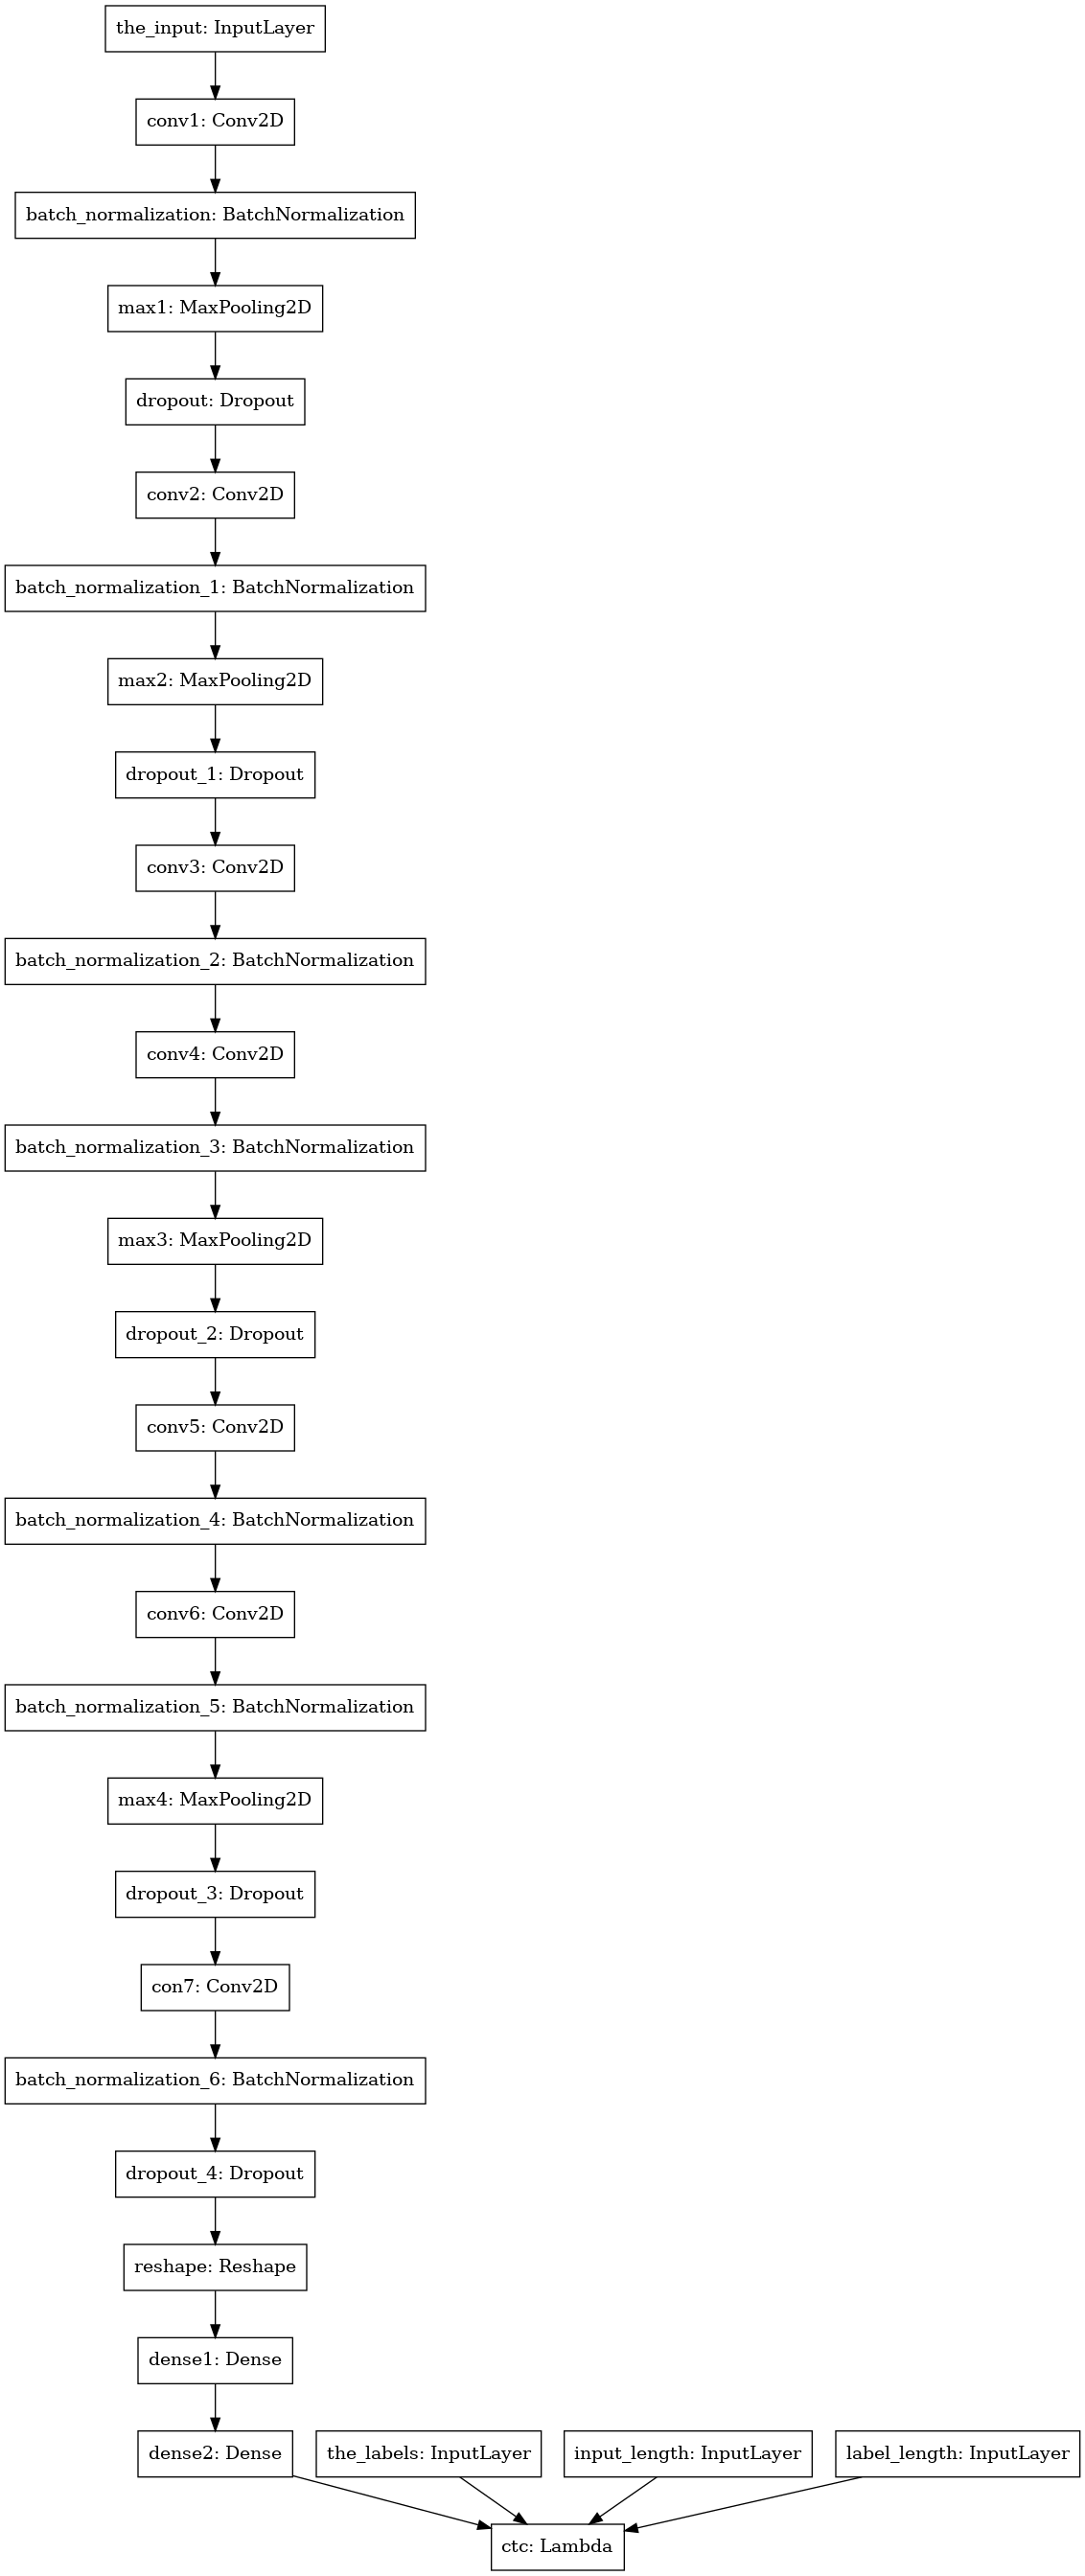 the_input: InputLayer
conv1: Conv2D
batch_normalization: BatchNormalization
max1: MaxPooling2D
dropout: Dropout
conv2: Conv2D
batch_normalization_1: BatchNormalization
max2: MaxPooling2D
dropout_1: Dropout
conv3: Conv2D
batch_normalization_2: BatchNormalization
conv4: Conv2D
batch_normalization_3: BatchNormalization
max3: MaxPooling2D
dropout_2: Dropout
conv5: Conv2D
batch_normalization_4: BatchNormalization
conv6: Conv2D
batch_normalization_5: BatchNormalization
max4: MaxPooling2D
dropout_3: Dropout
con7: Conv2D
batch_normalization_6: BatchNormalization
dropout_4: Dropout
reshape: Reshape
dense1: Dense
dense2: Dense
the_labels: InputLayer
input_length: InputLayer
label_length: InputLayer
ctc: Lambda